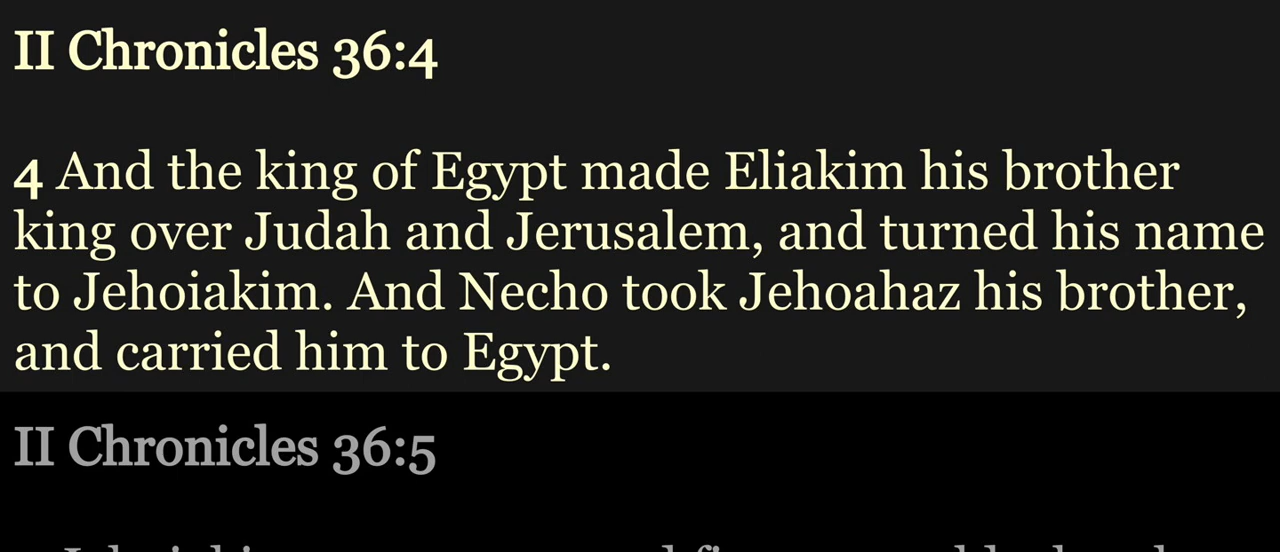 II Chronicles 36:4
4 And the king of Egypt made Eliakim his brother
king over Judah and Jerusalem, and turned his name
to Jehoiakim. And Necho took Jehoahaz his brother,
and carried him to Egypt.
II Chronicles 36:5